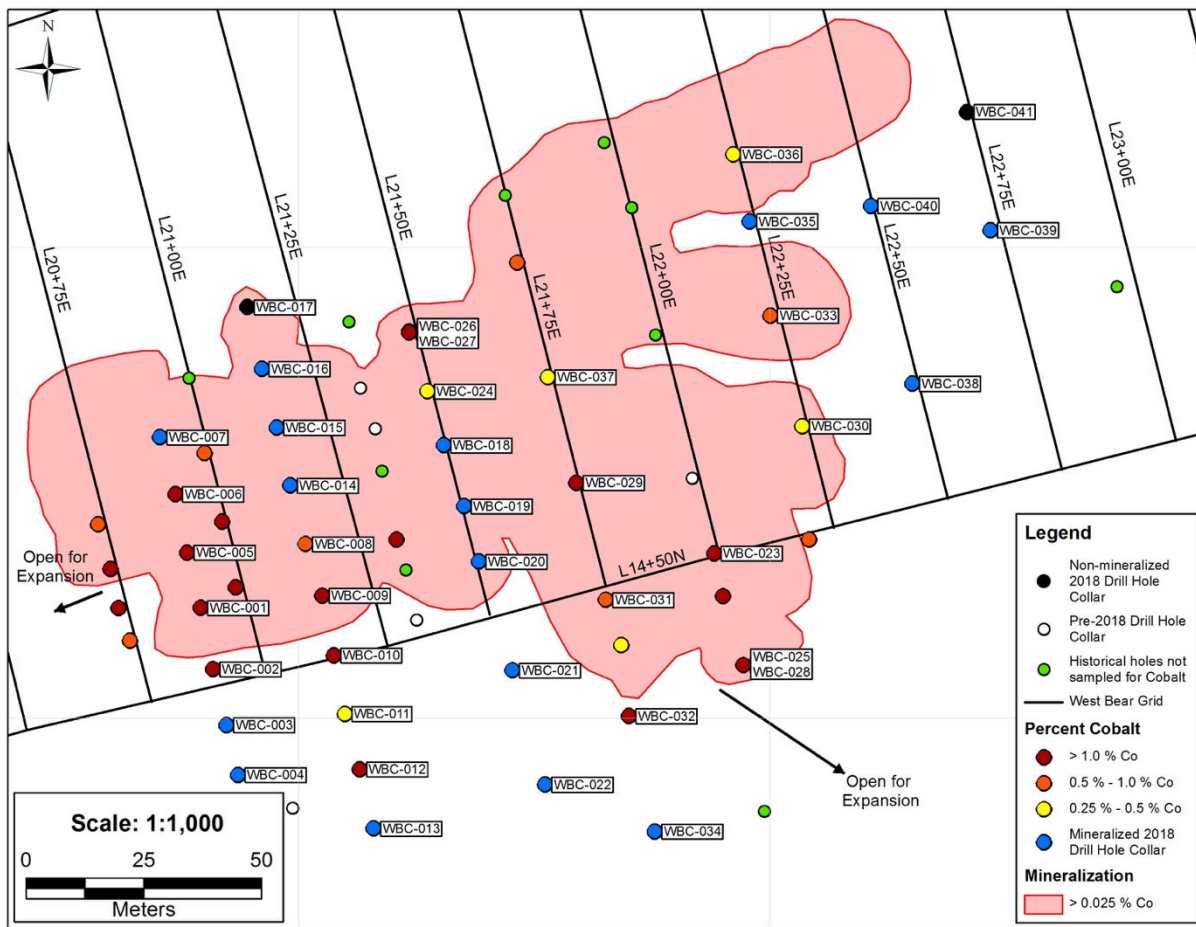 N
WBC-041
WBC-036
L23+00E
L22+75E
WBC-040
WBC-035
WBC-039
L21+50E
L21+25E
L22+50E
L22+25E
L21+00E
L20+75E
L22+00E
L21+75E
WBC-017
WBC-033
WBC-026
WBC-027
WBC-016
WBC-037
WBC-024
WBC-038
WBC-030
WBC-015
WBC-007
WBC-018
WBC-014
WBC-029
WBC-006
WBC-019
WBC-008
WBC-005
WBC-023
WBC-020
L14+50N
Open for
Expansion
WBC-009
WBC-031
WBC-001
WBC-010
WBC-025
WBC-028
WBC-002
WBC-021
WBC-011
WBC-032
WBC-003
WBC-012
WBC-004
WBC-022
Open for
Expansion
WBC-013
WBC-034
Scale: 1:1,000
0 25 50
Meters
Legend
Non-mineralized
2018 Drill Hole
Collar
Pre-2018 Drill Hole
Collar
Historical holes not
sampled for Cobalt
West Bear Grid
Percent Cobalt
> 1.0 % Co
0.5 % - 1.0 % Co
0.25 % - 0.5 % Co
Mineralized 2018
Drill Hole Collar
Mineralization
> 0.025 % Co